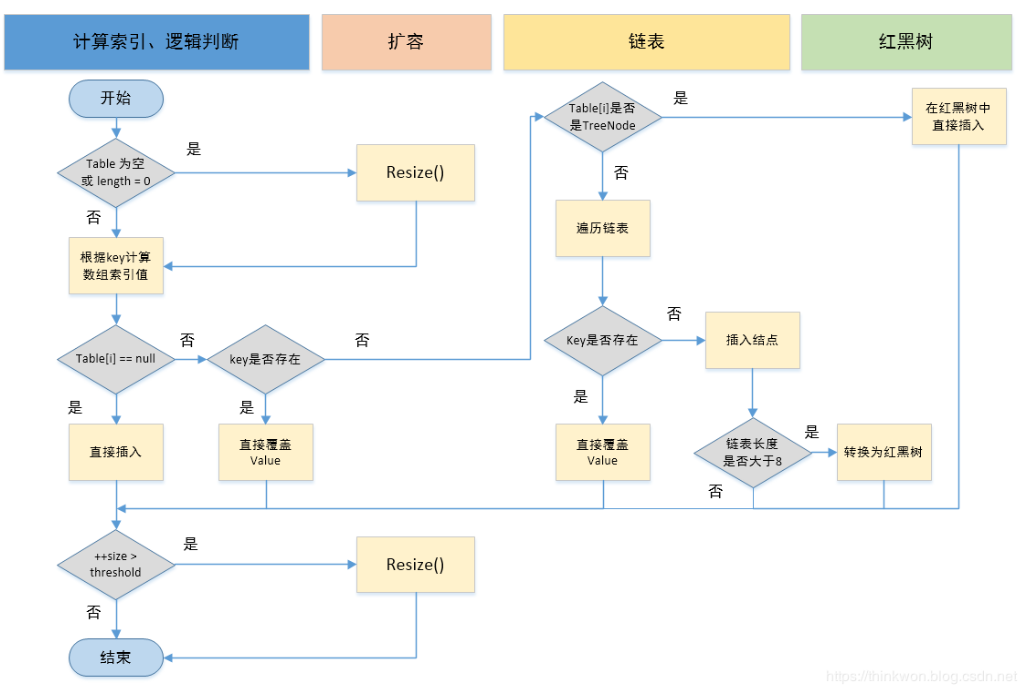 计算索引、逻辑判断
扩容
链表
红黑树
开始
Table 为空
或 length = 0
是
Resize()
否
根据key计算
数组索引值
Table[i] == null
否
key是否存在
否
是
直接插入
是
直接覆盖
Value
Table[i]是否
是TreeNode
是
在红黑树中
直接插入
否
遍历链表
Key是否存在
否
插入结点
是
直接覆盖
Value
链表长度
是否大于8
是
转换为红黑树
否
++size >
threshold
是
Resize()
否
结束
https://thinkwon.blog.csdn.net